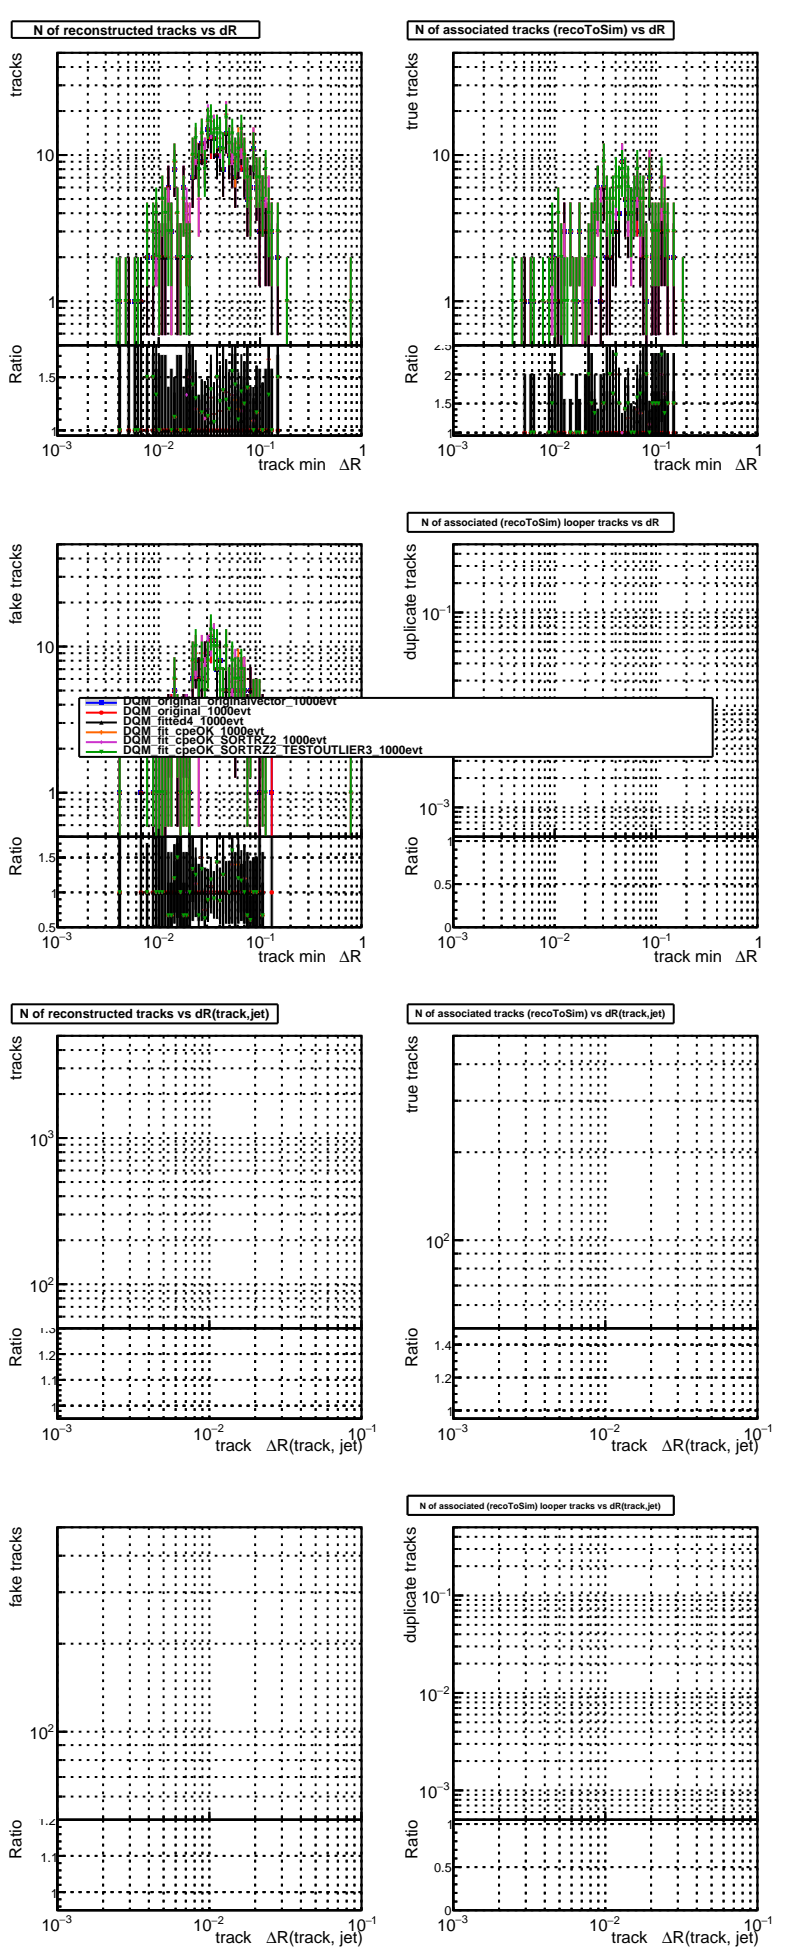 N of reconstructed tracks vs dR
tracks
10
1
Ratio
1.5
1
10−3 10−2 10−1 1
track min ΔR
N of associated tracks (recoToSim) vs dR
true tracks
10
1
Ratio
2.5
2
1.5
1
10−3 10−2 10−1 1
track min ΔR
fake tracks
10
1
Ratio
1.5
1
0.5
10−3 10−2 10−1 1
track min ΔR
N of associated (recoToSim) looper tracks vs dR
duplicate tracks
10−1
10−3
Ratio
1
0.5
0
10−3 10−2 10−1 1
track min ΔR
DQM_original_originalvector_1000evt
DQM_original_1000evt
DQM_fitted4_1000evt
DQM_fit_cpeOK_1000evt
DQM_fit_cpeOK_SORTRZ2_1000evt
DQM_fit_cpeOK_SORTRZ2_TESTOUTLIER3_1000evt
N of reconstructed tracks vs dR(track,jet)
tracks
103
102
Ratio
1.3
1.2
1.1
1
10−3 10−2 10−1
track ΔR(track, jet)
N of associated tracks (recoToSim) vs dR(track,jet)
true tracks
102
Ratio
1.4
1.2
1
10−3 10−2 10−1
track ΔR(track, jet)
fake tracks
102
Ratio
1.2
1.1
1
10−3 10−2 10−1
track ΔR(track, jet)
N of associated (recoToSim) looper tracks vs dR(track,jet)
duplicate tracks
10−1
10−2
10−3
Ratio
1
0.5
0
10−3 10−2 10−1
track ΔR(track, jet)